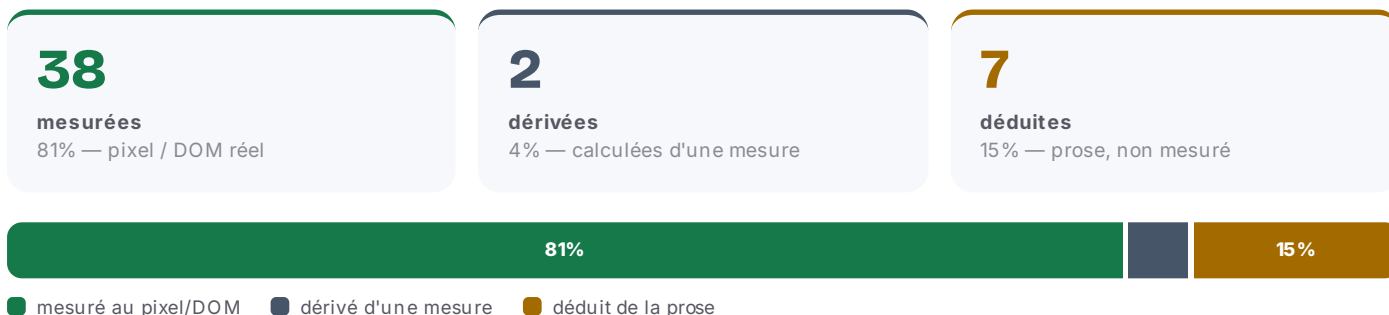 38
mesurées
81% — pixel / DOM réel
2
dérivées
4% — calculées d'une mesure
7
déduites
15% — prose, non mesuré
81%
15%
mesuré au pixel/DOM
dérivé d'une mesure
déduit de la prose